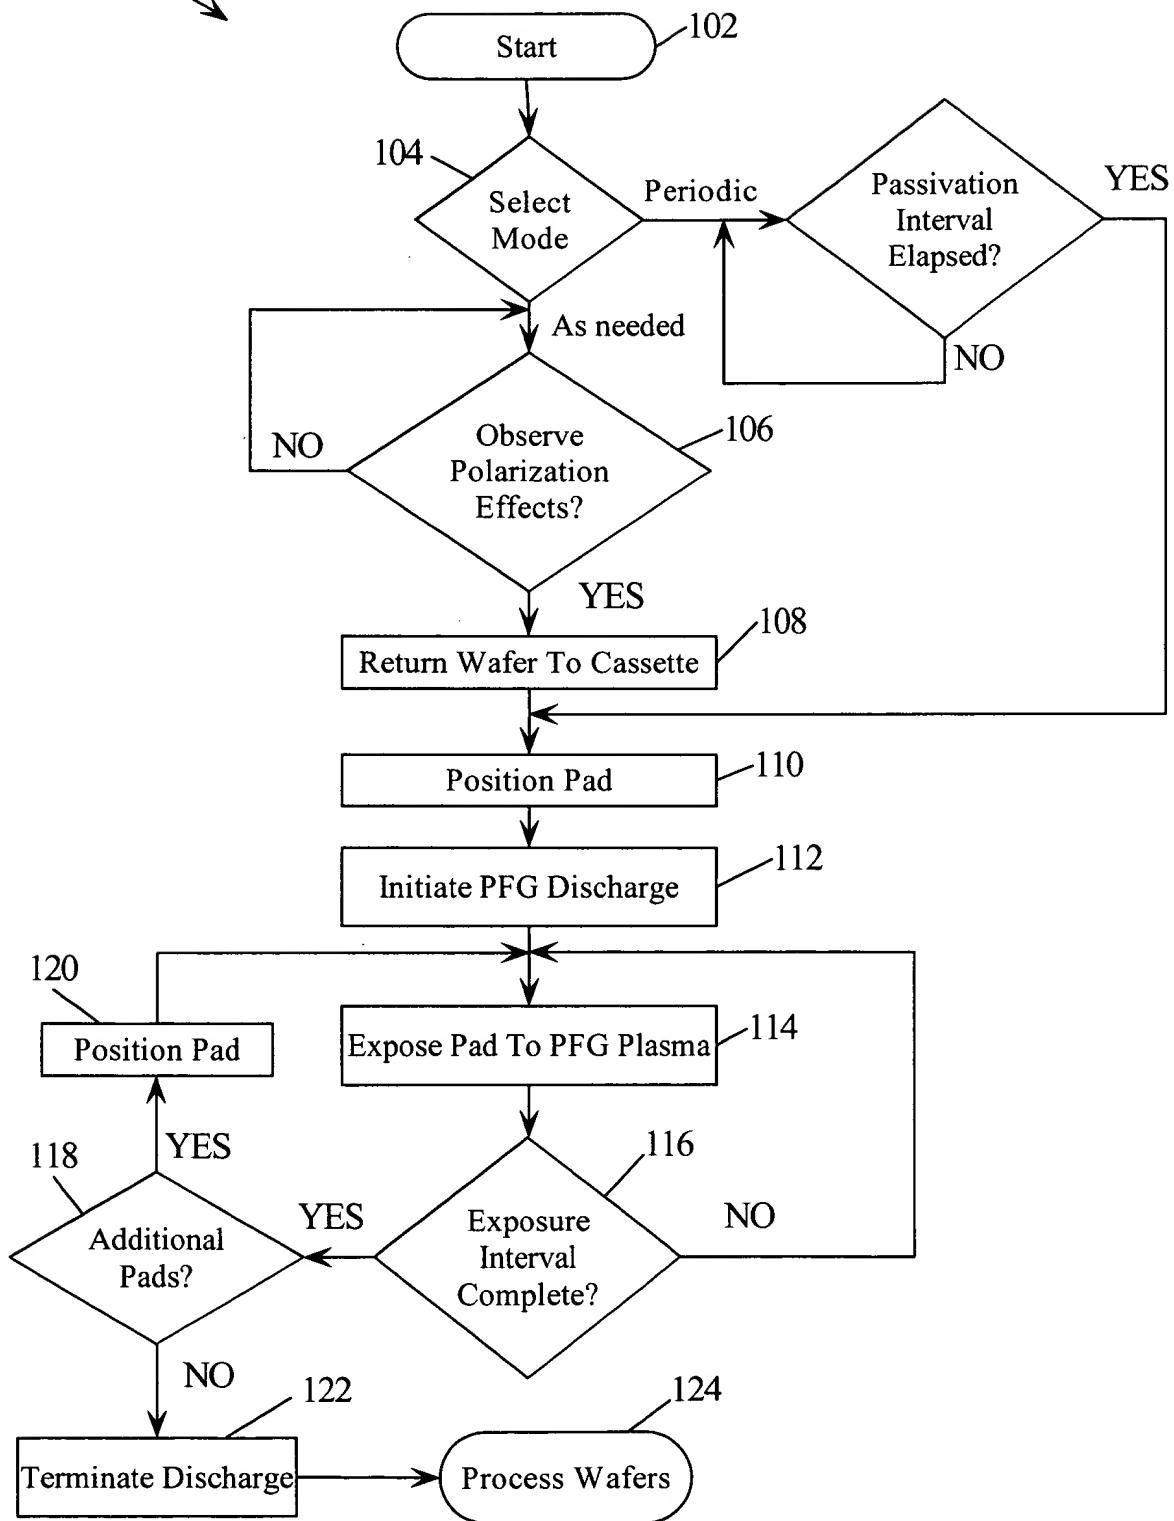 Start
102
104
Select
Mode
Periodic
Passivation
Interval
Elapsed?
YES
NO
As needed
NO
Observe
Polarization
Effects?
106
YES
Return Wafer To Cassette
108
Position Pad
110
Initiate PFG Discharge
112
120
Position Pad
Expose Pad To PFG Plasma
114
YES
118
Additional
Pads?
YES
Exposure
Interval
Complete?
116
NO
NO
122
Terminate Discharge
124
Process Wafers